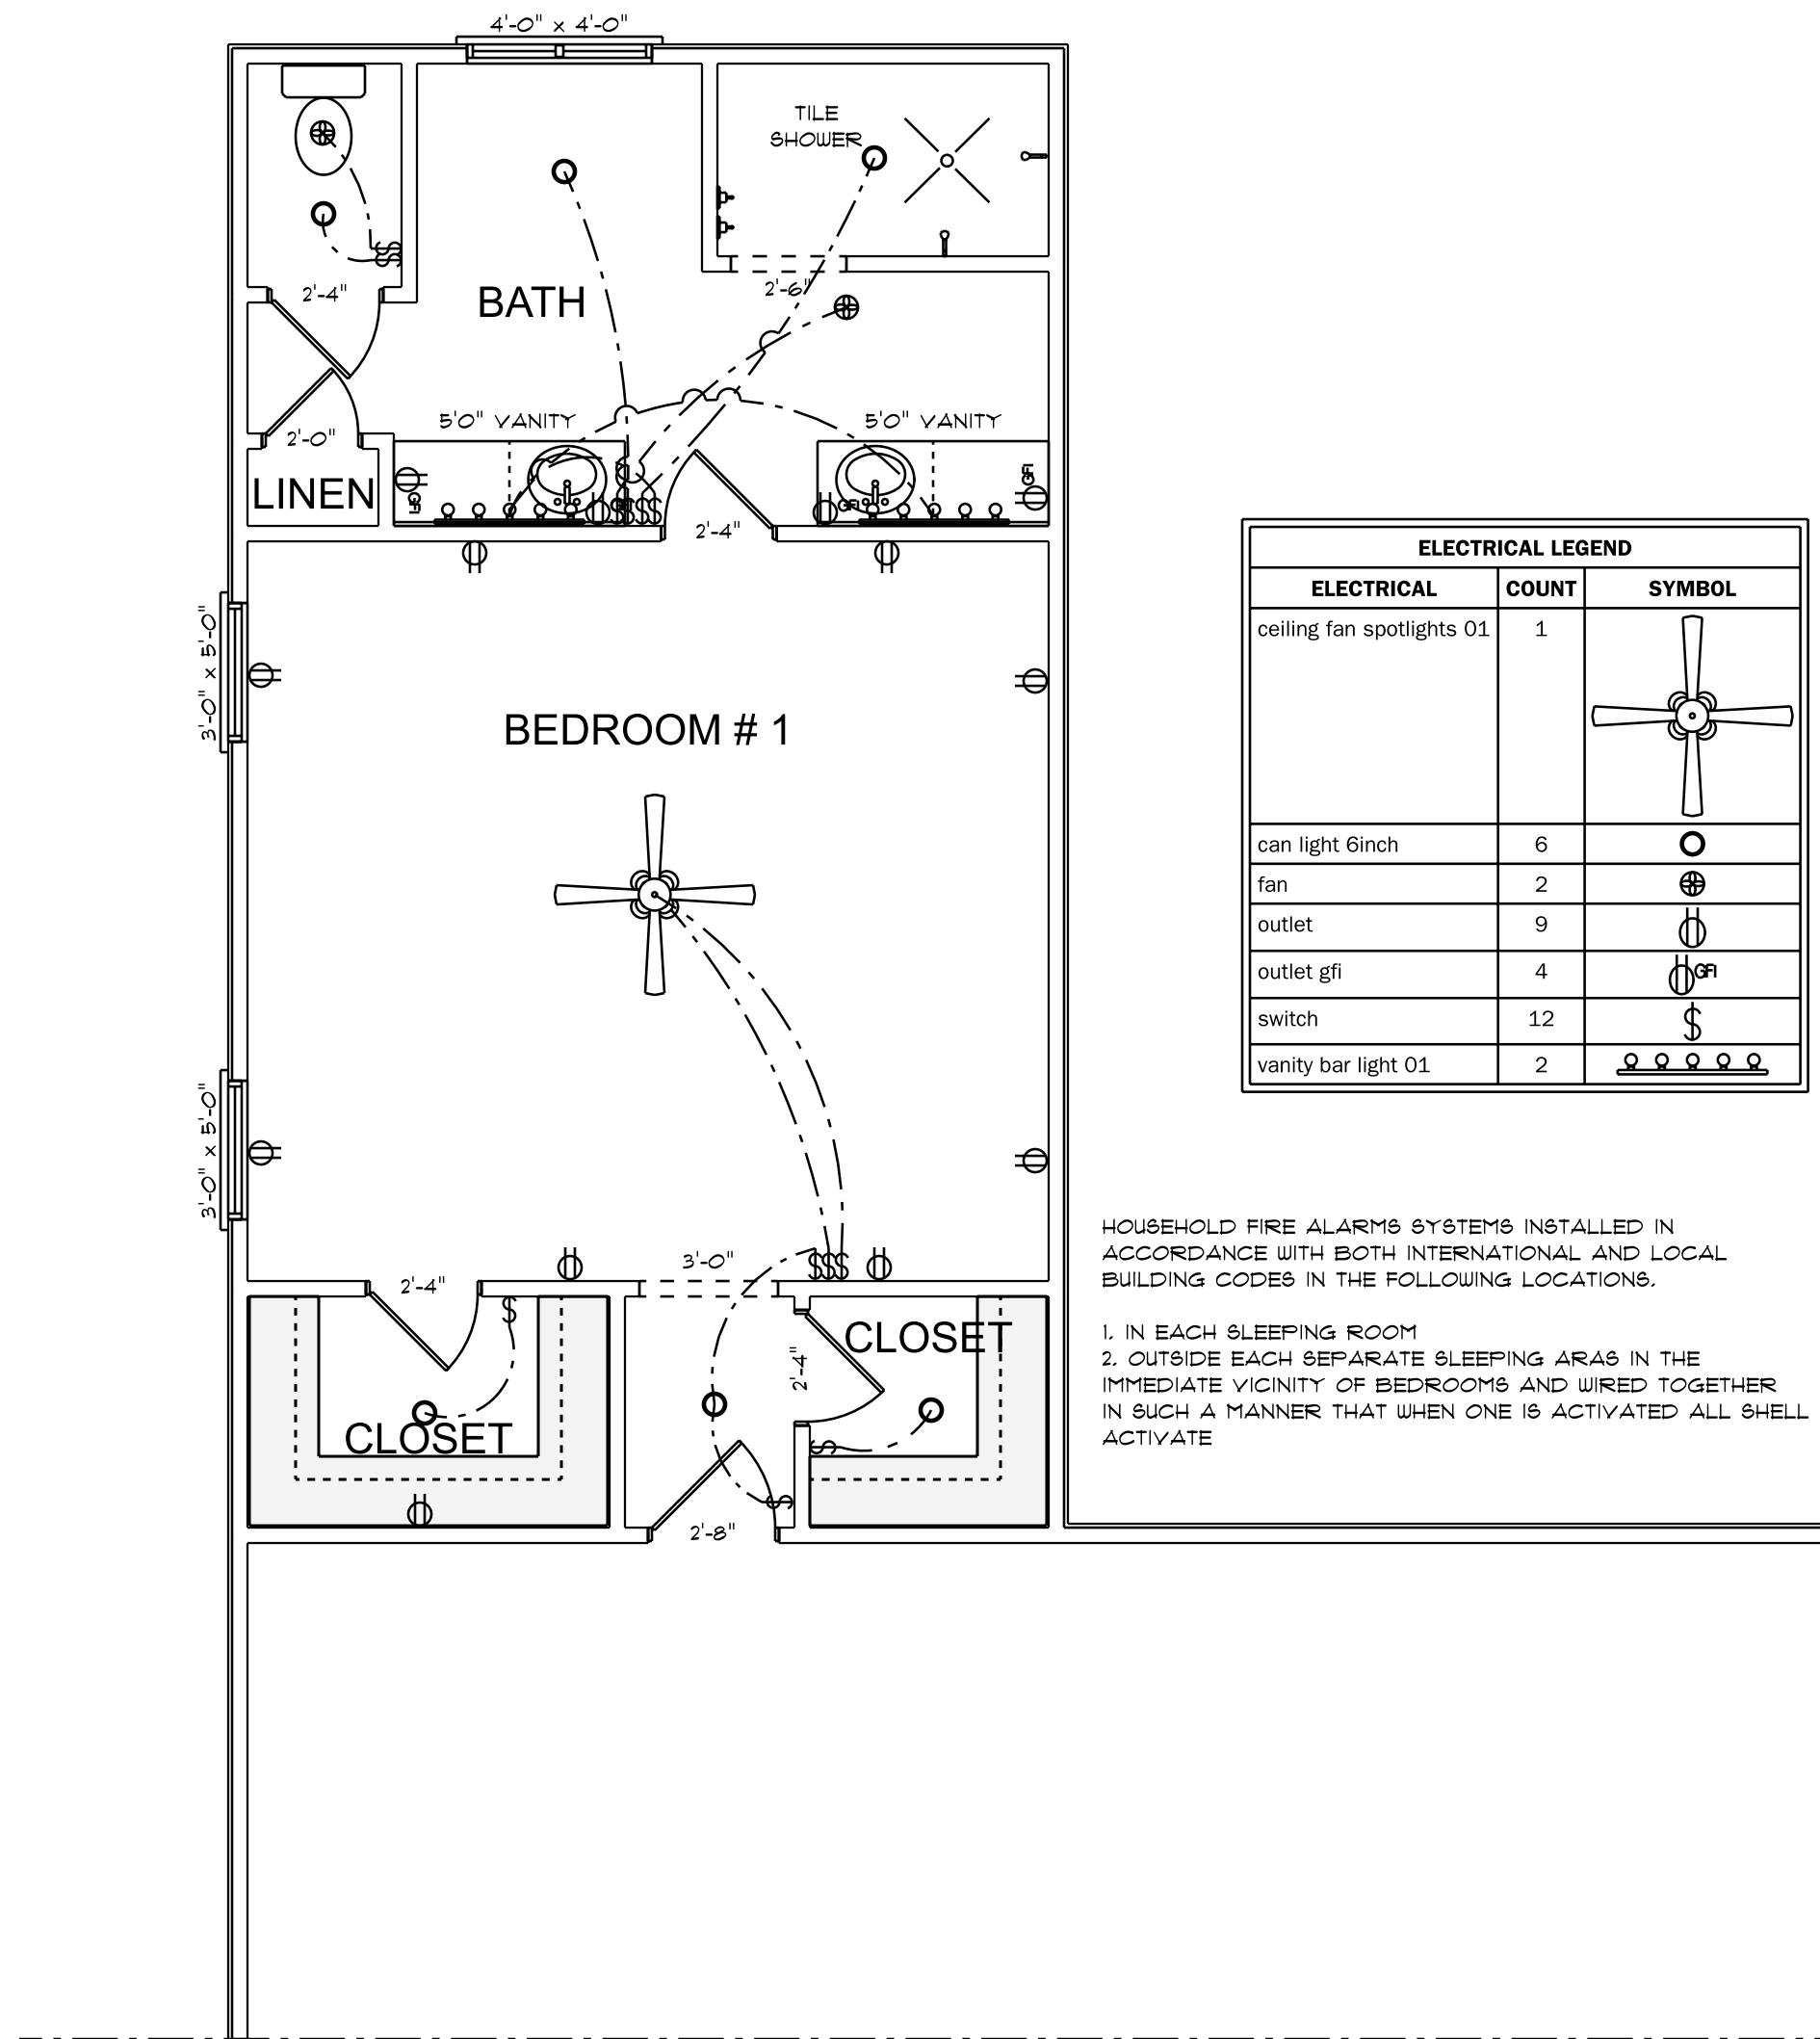 4'-0" x 4'-0"
TILE
SHOWER
2'-4"
2'-6"
BATH
5'0" VANITY
5'0" VANITY
2'-0"
LINEN
GFI
GFI
GFI
GFI
$$
$$$$
2'-4"
3'-0" x 5'-0"
BEDROOM # 1
3'-0" x 5'-0"
3'-0"
$$$
2'-4"
$
CLOSET
2'-4"
CLOSET
$
$
2'-8"
ELECTRICAL LEGEND
ELECTRICAL COUNT SYMBOL
ceiling fan spotlights 01 1
can light 6inch 6
fan 2
outlet 9
outlet gfi 4 GFI
switch 12 $
vanity bar light 01 2
HOUSEHOLD FIRE ALARMS SYSTEMS INSTALLED IN
ACCORDANCE WITH BOTH INTERNATIONAL AND LOCAL
BUILDING CODES IN THE FOLLOWING LOCATIONS.
1. IN EACH SLEEPING ROOM
2. OUTSIDE EACH SEPARATE SLEEPING ARAS IN THE
IMMEDIATE VICINITY OF BEDROOMS AND WIRED TOGETHER
IN SUCH A MANNER THAT WHEN ONE IS ACTIVATED ALL SHELL
ACTIVATE